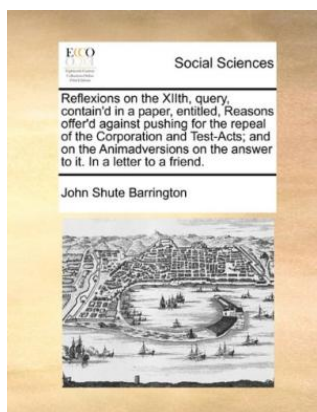 ECCO
Social Sciences
Reflexions on the XIIth, query,
contain'd in a paper, entitled, Reasons
offer'd against pushing for the repeal
of the Corporation and Test-Acts; and
on the Animadversions on the answer
to it. In a letter to a friend.
John Shute Barrington